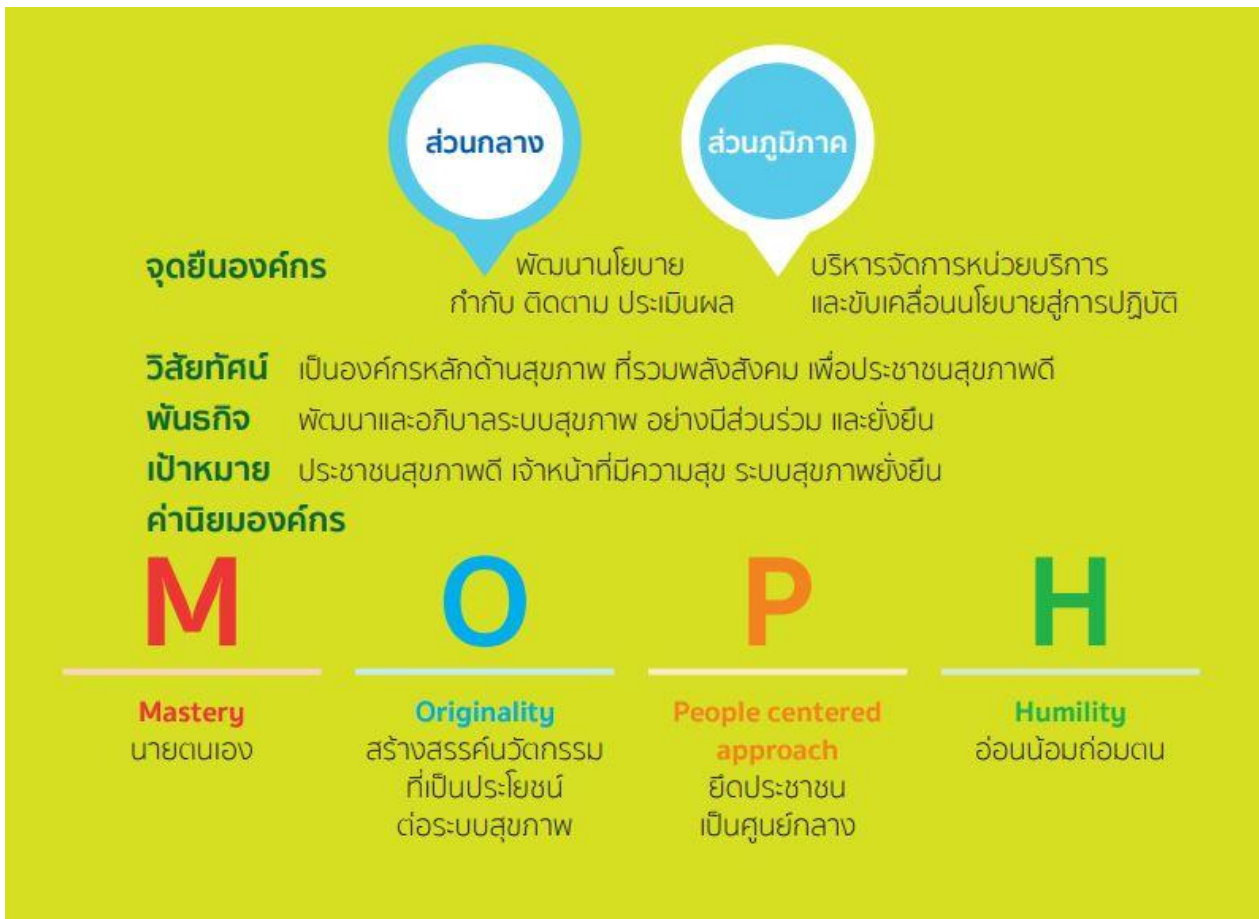 ส่วนกลาง
ส่วนภูมิภาค
จุดยืนองค์กร
พัฒนานโยบาย
กำกับ ติดตาม ประเมินผล
บริหารจัดการหน่วยบริการ
และขับเคลื่อนนโยบายสู่การปฏิบัติ
วิสัยทัศน์ เป็นองค์กรหลักด้านสุขภาพ ที่รวมพลังสังคม เพื่อประชาชนสุขภาพดี
พันธกิจ พัฒนาและอภิบาลระบบสุขภาพ อย่างมีส่วนร่วม และยั่งยืน
เป้าหมาย ประชาชนสุขภาพดี เจ้าหน้าที่มีความสุข ระบบสุขภาพยั่งยืน
ค่านิยมองค์กร
M O P H
Mastery
นายตนเอง
Originality
สร้างสรรค์นวัตกรรม
ที่เป็นประโยชน์
ต่อระบบสุขภาพ
People centered
approach
ยึดประชาชน
เป็นศูนย์กลาง
Humility
อ่อนน้อมถ่อมตน